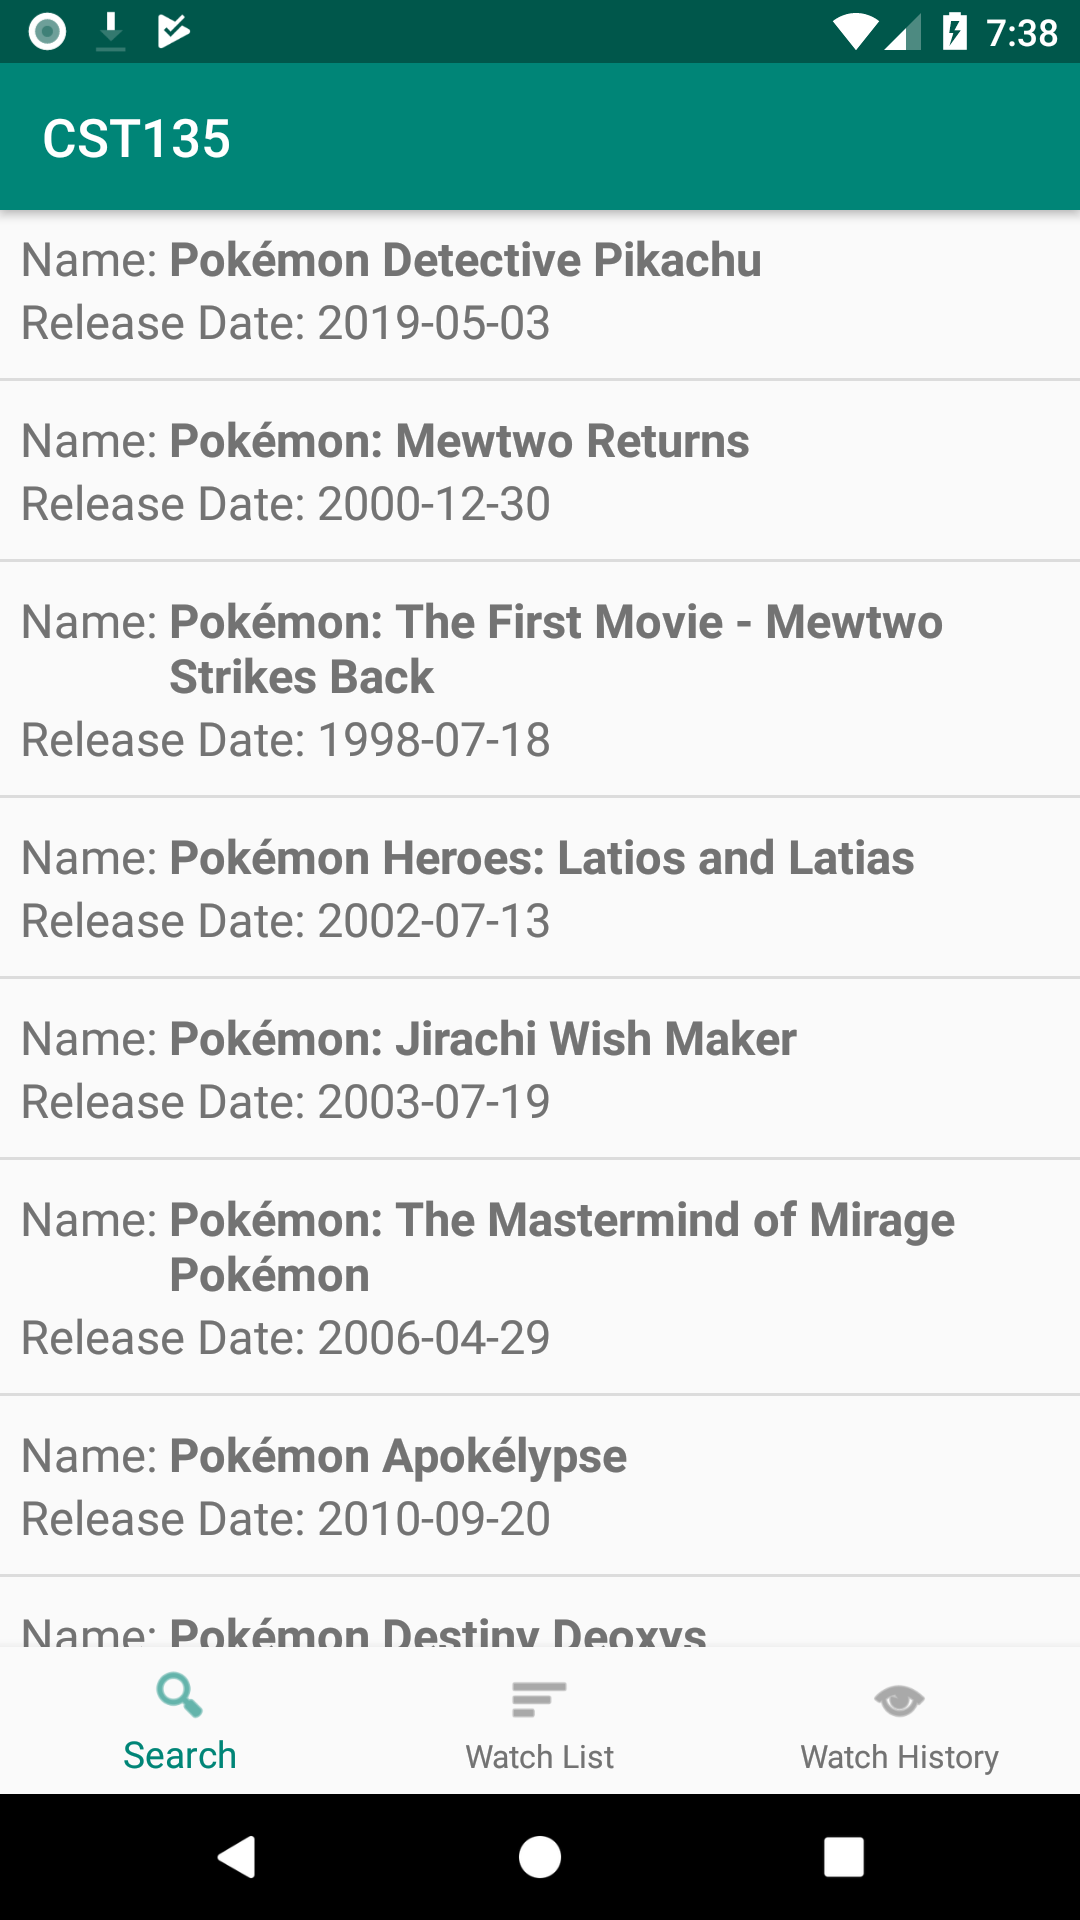 7:38
CST135
Name: Pokémon Detective Pikachu
Release Date: 2019-05-03
Name: Pokémon: Mewtwo Returns
Release Date: 2000-12-30
Name: Pokémon: The First Movie - Mewtwo
Strikes Back
Release Date: 1998-07-18
Name: Pokémon Heroes: Latios and Latias
Release Date: 2002-07-13
Name: Pokémon: Jirachi Wish Maker
Release Date: 2003-07-19
Name: Pokémon: The Mastermind of Mirage
Pokémon
Release Date: 2006-04-29
Name: Pokémon Apokélypse
Release Date: 2010-09-20
Name: Pokémon Destiny Deoxys
Search
Watch List
Watch History